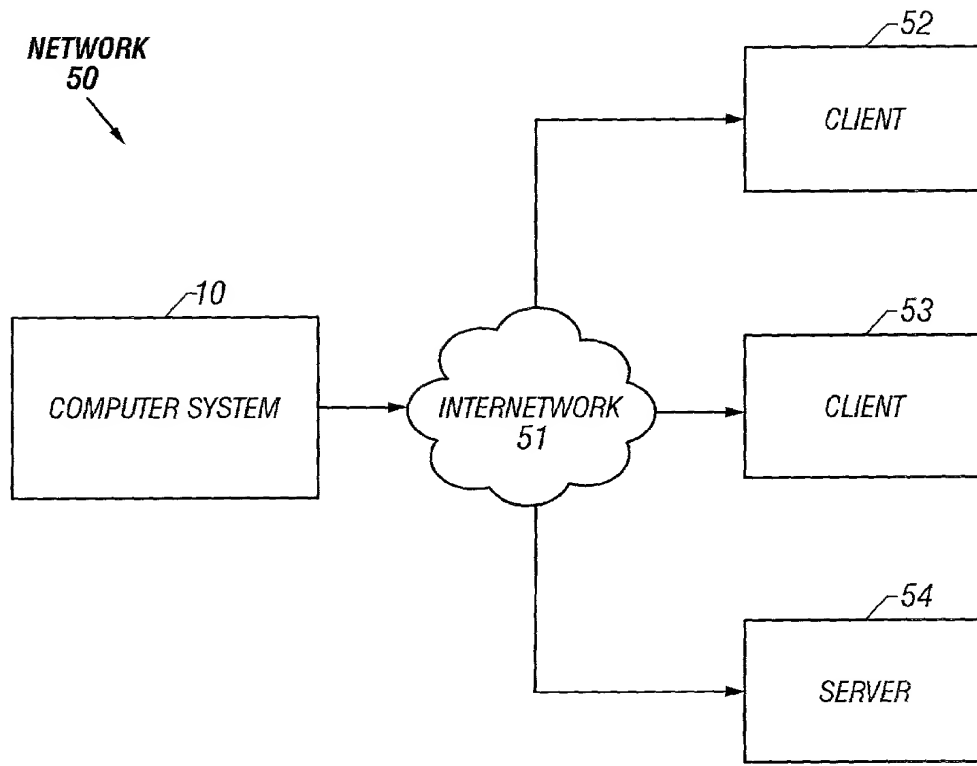 NETWORK
50
52
CLIENT
10
COMPUTER SYSTEM
INTERNETWORK
51
53
CLIENT
54
SERVER